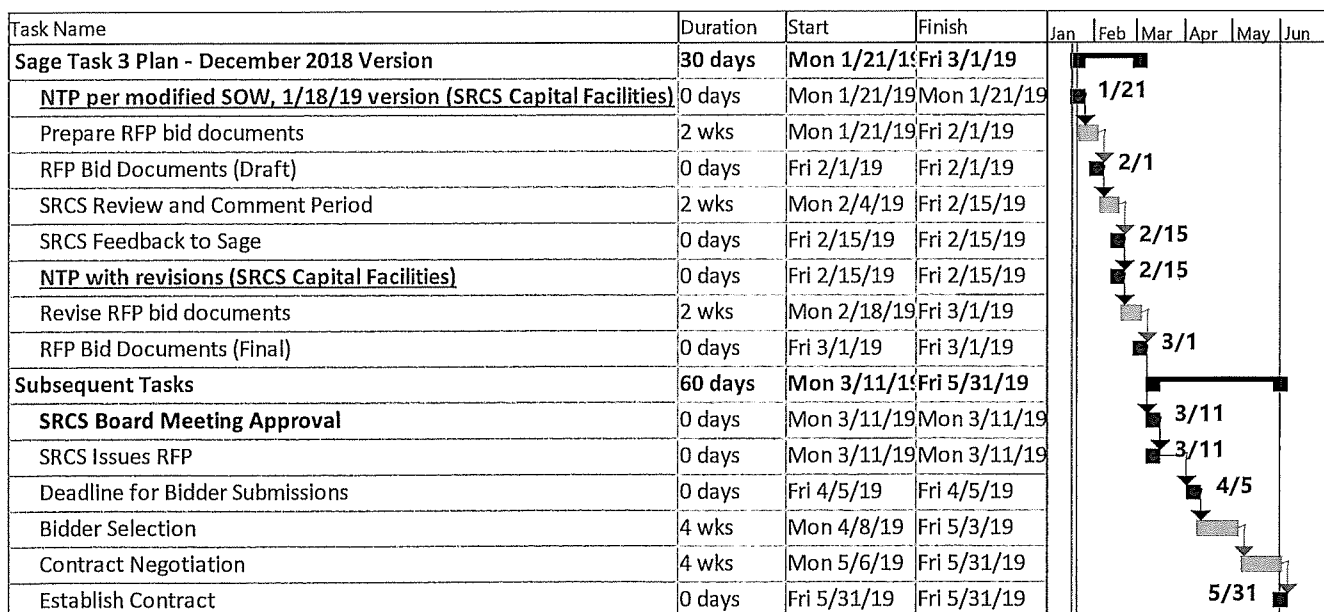 Task Name Duration Start Finish Jan Feb Mar Apr May Jun
Sage Task 3 Plan - December 2018 Version 30 days Mon 1/21/19 Fri 3/1/19
NTP per modified SOW, 1/18/19 version (SRCS Capital Facilities) 0 days Mon 1/21/19 Mon 1/21/19 1/21
Prepare RFP bid documents 2 wks Mon 1/21/19 Fri 2/1/19
RFP Bid Documents (Draft) 0 days Fri 2/1/19 Fri 2/1/19 2/1
SRCS Review and Comment Period 2 wks Mon 2/4/19 Fri 2/15/19
SRCS Feedback to Sage 0 days Fri 2/15/19 Fri 2/15/19 2/15
NTP with revisions (SRCS Capital Facilities) 0 days Fri 2/15/19 Fri 2/15/19 2/15
Revise RFP bid documents 2 wks Mon 2/18/19 Fri 3/1/19
RFP Bid Documents (Final) 0 days Fri 3/1/19 Fri 3/1/19 3/1
Subsequent Tasks 60 days Mon 3/11/19 Fri 5/31/19
SRCS Board Meeting Approval 0 days Mon 3/11/19 Mon 3/11/19 3/11
SRCS Issues RFP 0 days Mon 3/11/19 Mon 3/11/19 3/11
Deadline for Bidder Submissions 0 days Fri 4/5/19 Fri 4/5/19 4/5
Bidder Selection 4 wks Mon 4/8/19 Fri 5/3/19
Contract Negotiation 4 wks Mon 5/6/19 Fri 5/31/19
Establish Contract 0 days Fri 5/31/19 Fri 5/31/19 5/31